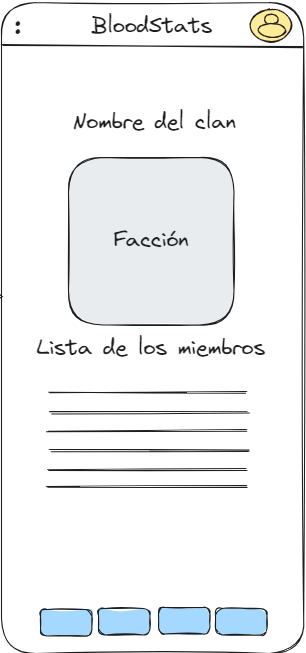 BloodStats
Nombre del clan
Facción
Lista de los miembros